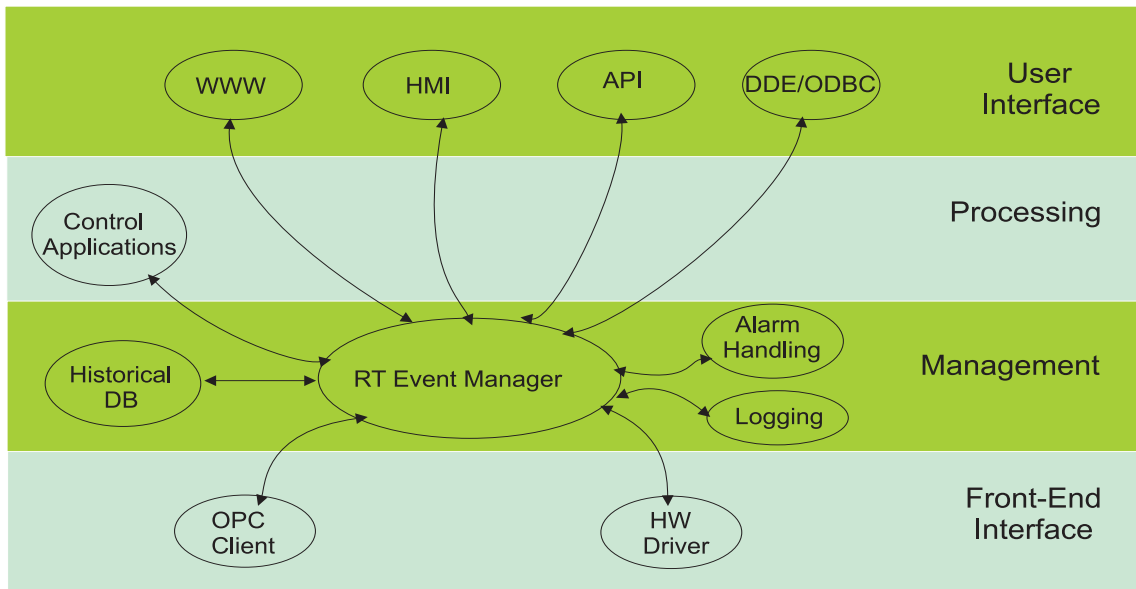 WWW
HMI
API
DDE/ODBC
User
Interface
Control
Applications
Processing
Historical
DB
RT Event Manager
Alarm
Handling
Logging
Management
OPC
Client
HW
Driver
Front-End
Interface